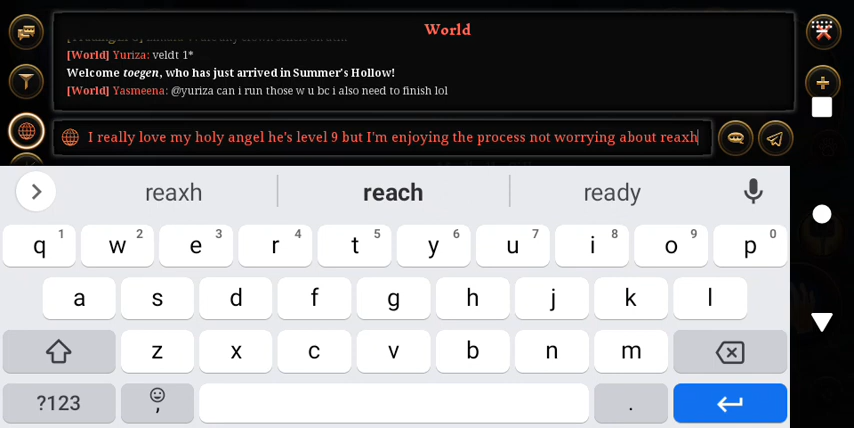 World
[World] Yuriza: veldt 1*
Welcome toegen, who has just arrived in Summer's Hollow!
[World] Yasmeena: @yuriza can i run those w u bc i also need to finish lol
I really love my holy angel he's level 9 but I'm enjoying the process not worrying about reaxh
reaxh reach ready
q 1 w 2 e 3 r 4 t 5 y 6 u 7 i 8 o 9 p 0
a s d f g h j k l
z x c v b n m
?123 , .